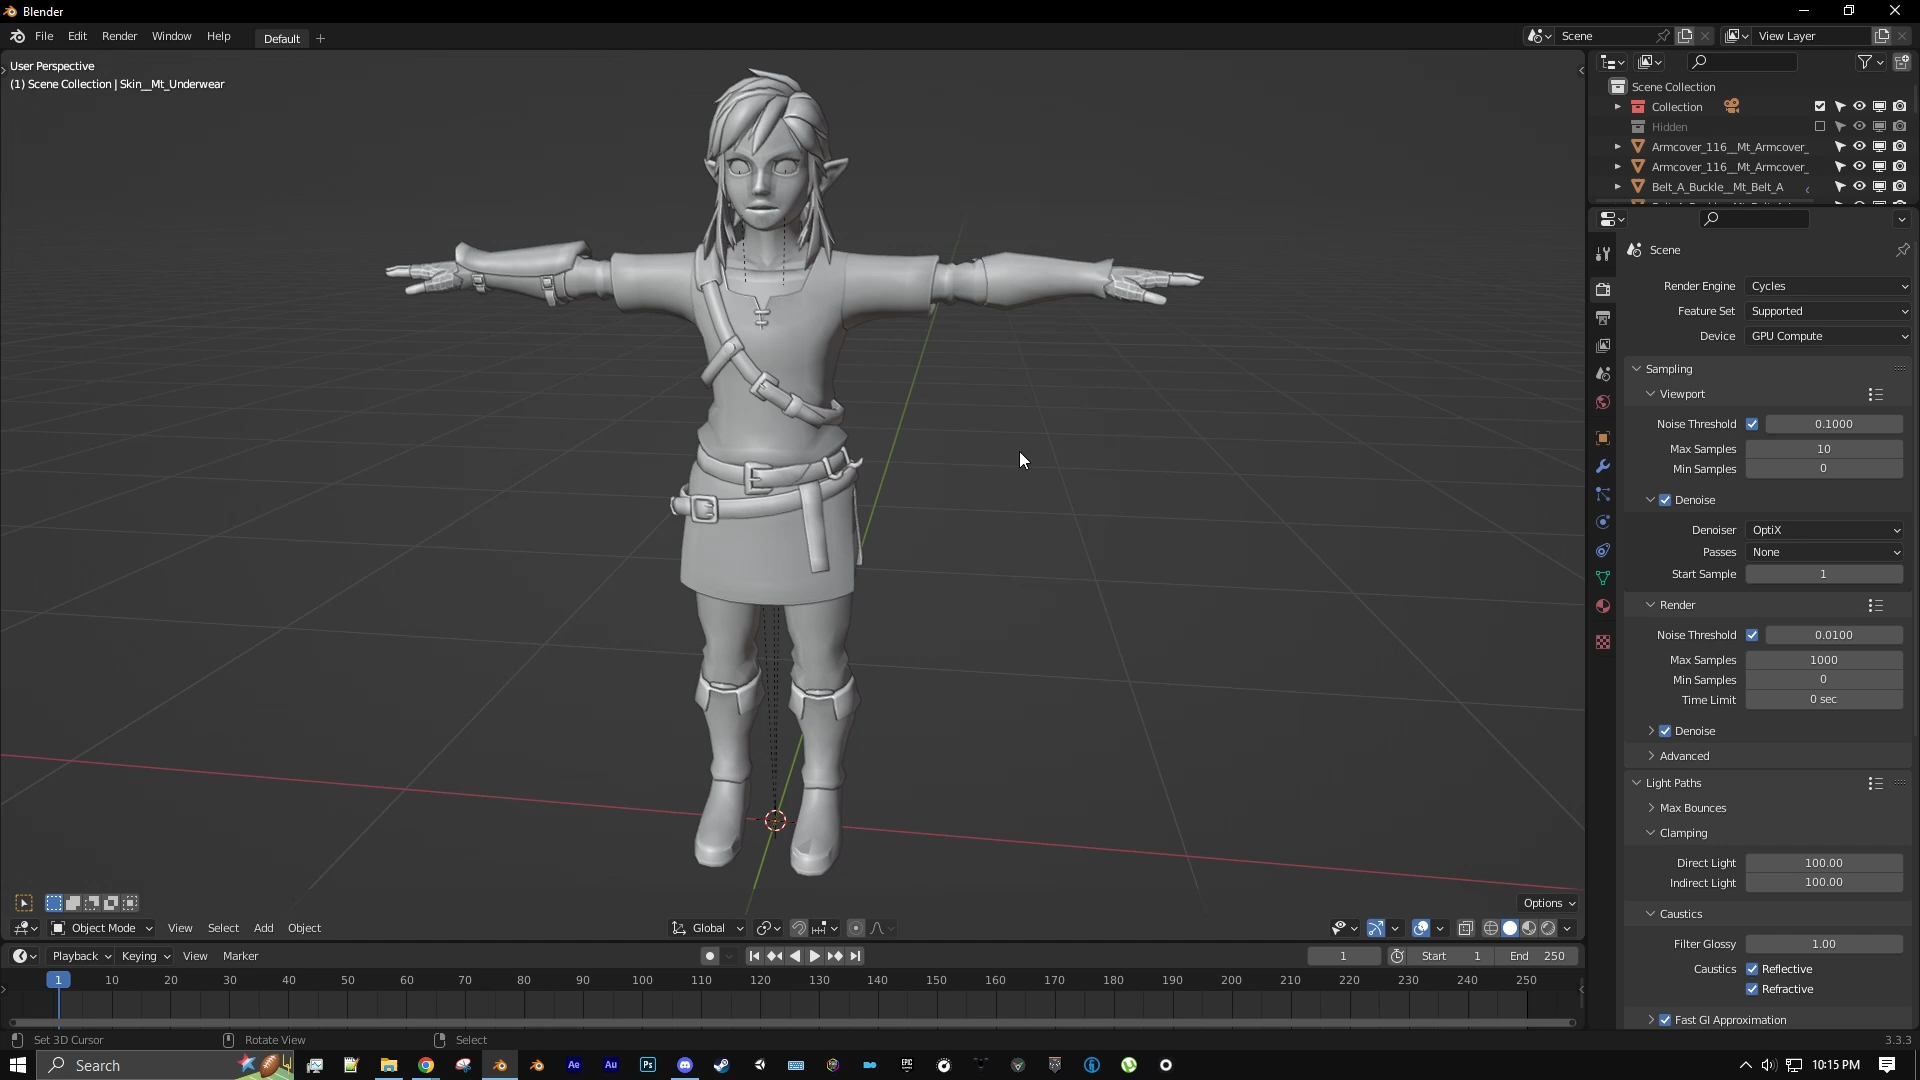 Blender
File Edit Render Window Help Default + Scene View Layer
User Perspective
(1) Scene Collection | Skin__Mt_Underwear
Scene Collection
Collection
Hidden
Armcover_116__Mt_Armcover_
Armcover_116__Mt_Armcover_
Belt_A_Buckle__Mt_Belt_A
Scene
Render Engine Cycles
Feature Set Supported
Device GPU Compute
Sampling
Viewport
Noise Threshold 0.1000
Max Samples 10
Min Samples 0
Denoise
Denoiser OptiX
Passes None
Start Sample 1
Render
Noise Threshold 0.0100
Max Samples 1000
Min Samples 0
Time Limit 0 sec
Denoise
Advanced
Light Paths
Max Bounces
Clamping
Direct Light 100.00
Indirect Light 100.00
Caustics
Filter Glossy 1.00
Caustics Reflective
Refractive
Fast GI Approximation
Options
Object Mode View Select Add Object Global
Playback Keying View Marker 1 Start 1 End 250
1 10 20 30 40 50 60 70 80 90 100 110 120 130 140 150 160 170 180 190 200 210 220 230 240 250
Set 3D Cursor Rotate View Select 3.3.3
Search Ae Au Ps EPIC 10:15 PM